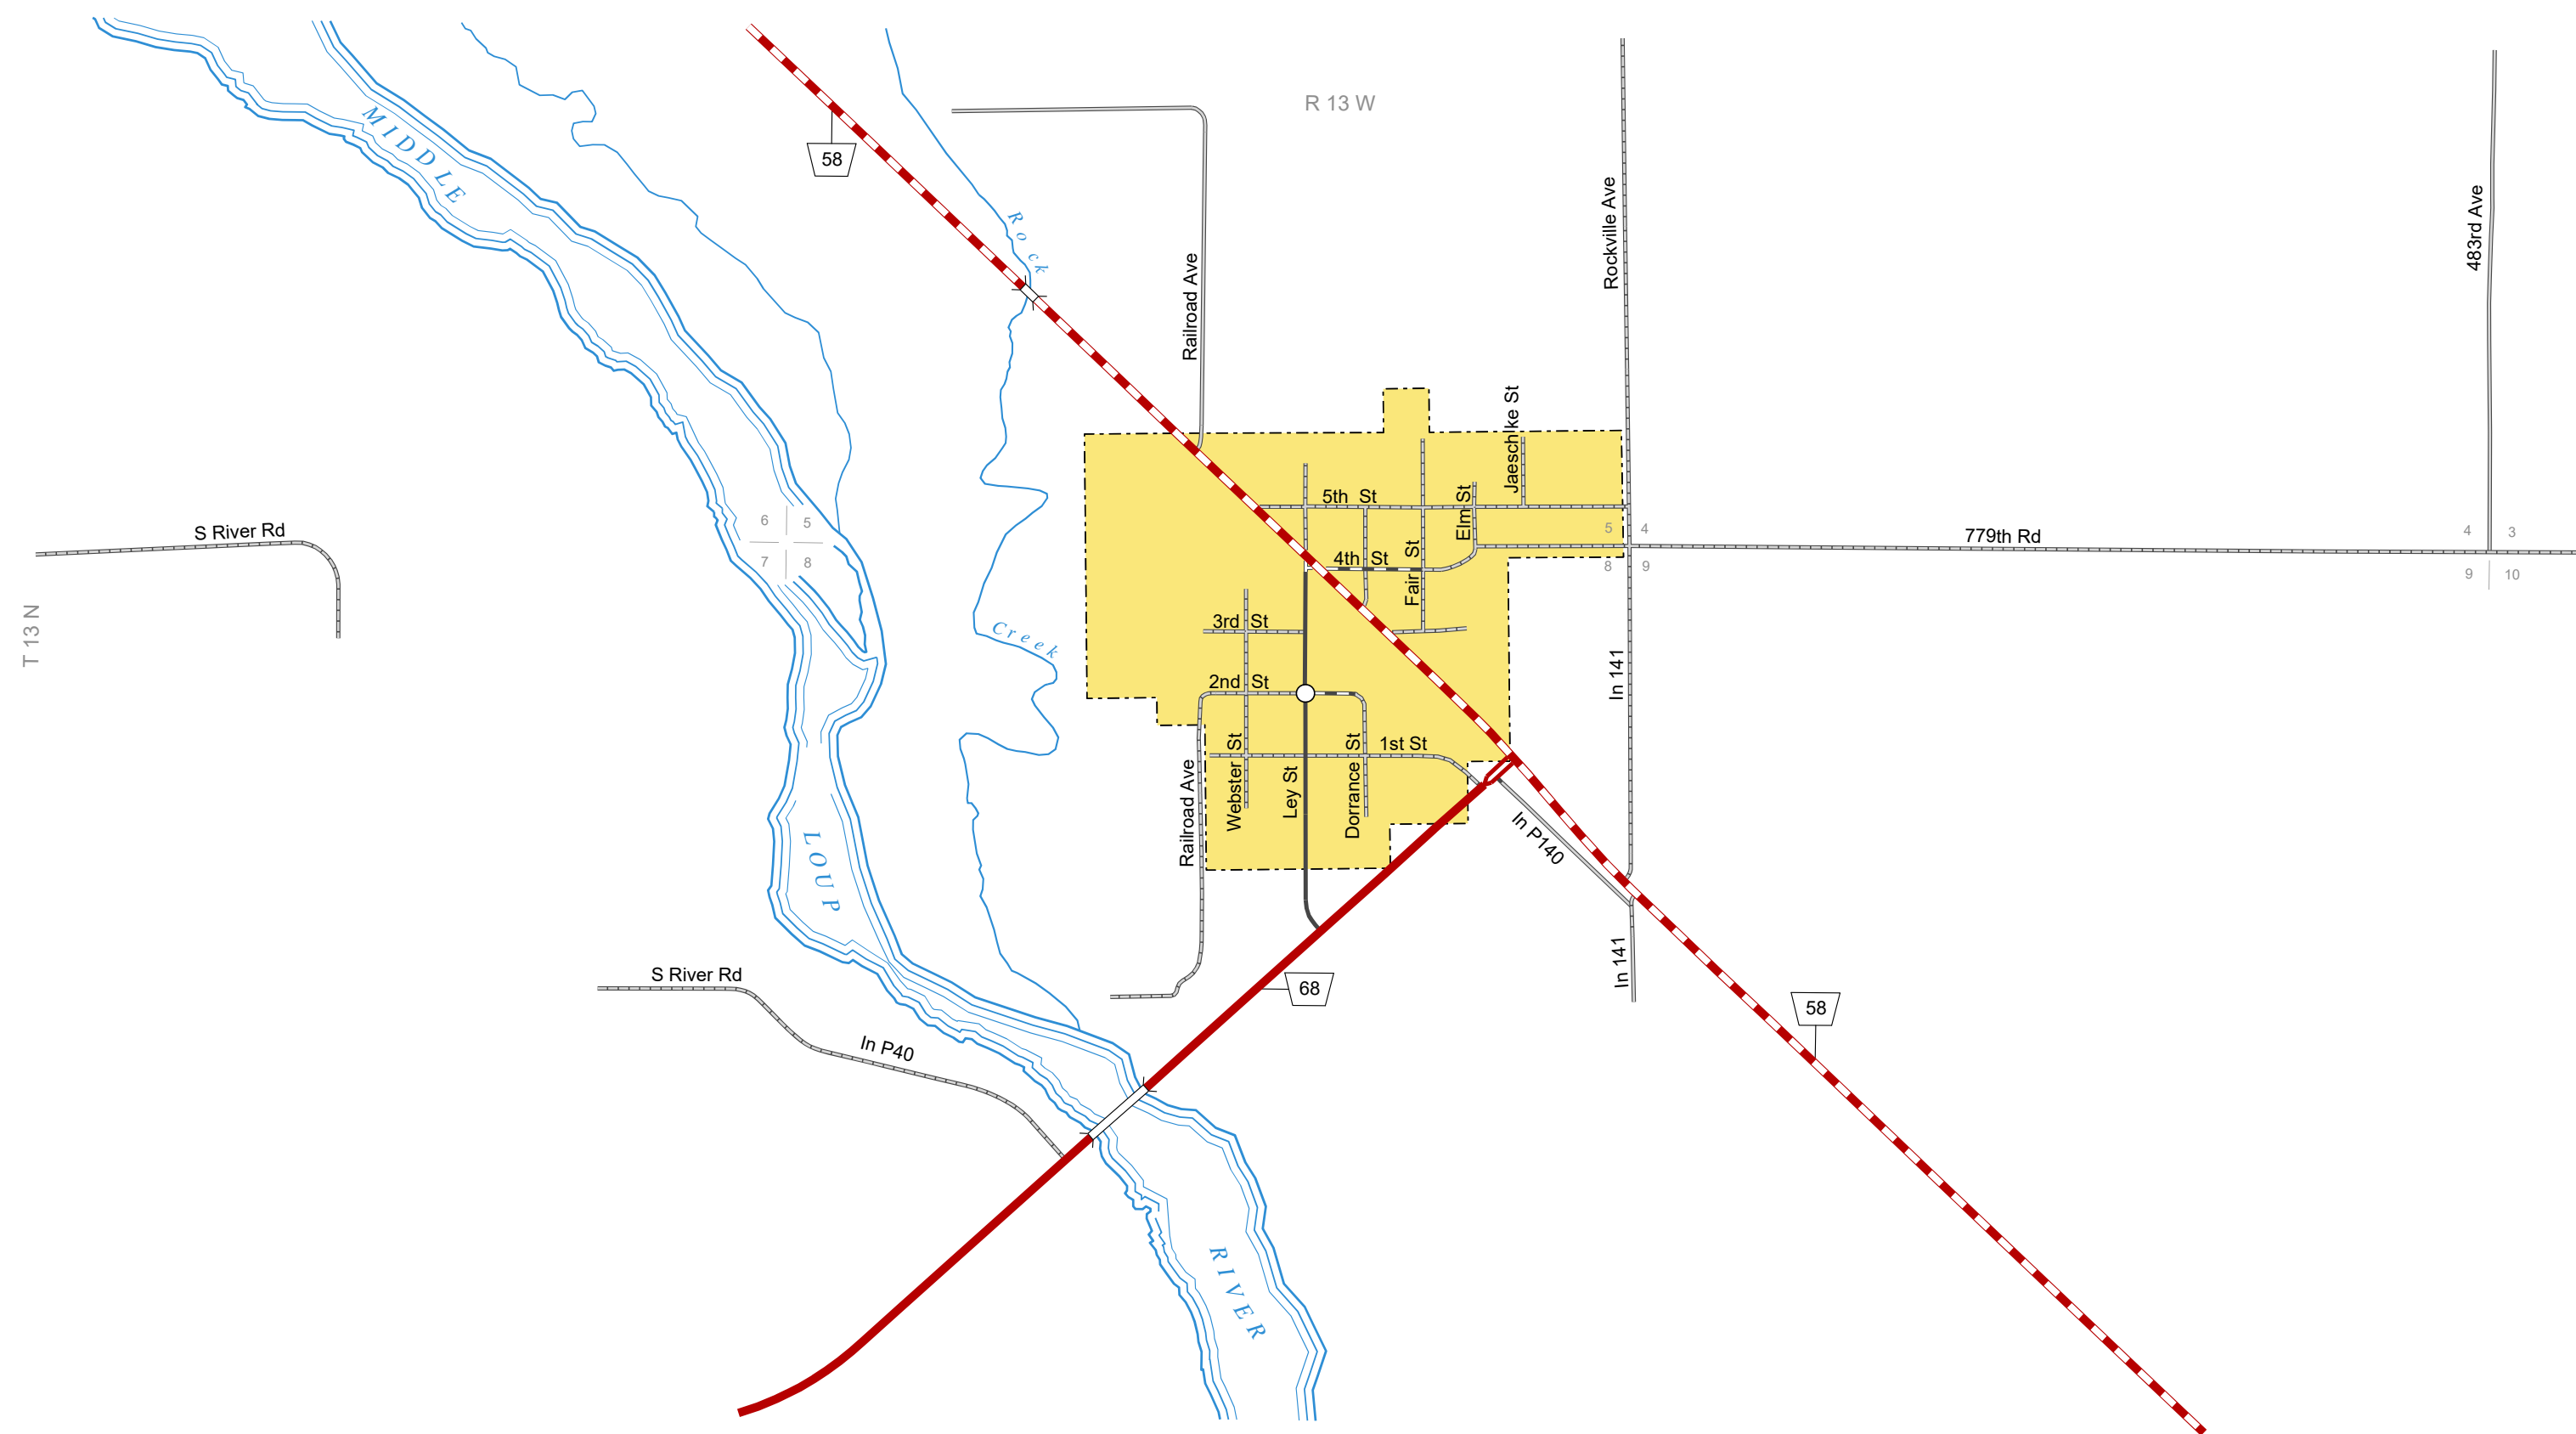 R 13 W
MIDDLE
58
Rock
Railroad Ave
Rockville Ave
483rd Ave
Jaeschke St
5th St
Elm St
6 5
7 8
5 4
8 9
4 3
9 10
S River Rd
779th Rd
4th St
Fair St
T 13 N
3rd St
Creek
2nd St
In 141
1st St
Webster St
Ley St
Dorrance St
Railroad Ave
In P140
LOUP
S River Rd
In 141
68
58
In P40
RIVER